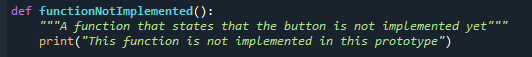 def functionNotImplemented():
    """A function that states that the button is not implemented yet"""
    print("This function is not implemented in this prototype")